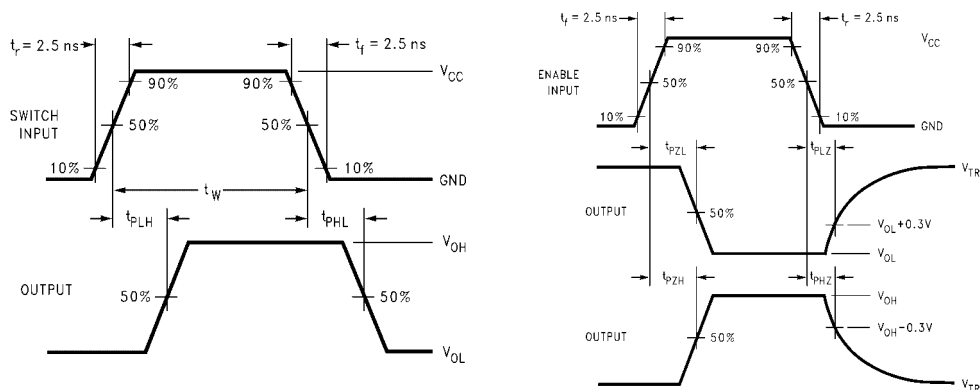 t_r = 2.5 ns
t_f = 2.5 ns
V_CC
90%
90%
SWITCH
INPUT
50%
50%
10%
10%
GND
t_W
t_PLH
t_PHL
V_OH
OUTPUT
50%
50%
V_OL
t_f = 2.5 ns
t_r = 2.5 ns
V_CC
90%
90%
ENABLE
INPUT
50%
50%
10%
10%
GND
t_PZL
t_PLZ
V_TR
OUTPUT
50%
V_OL+0.3V
V_OL
t_PZH
t_PHZ
V_OH
V_OH−0.3V
OUTPUT
50%
V_TR